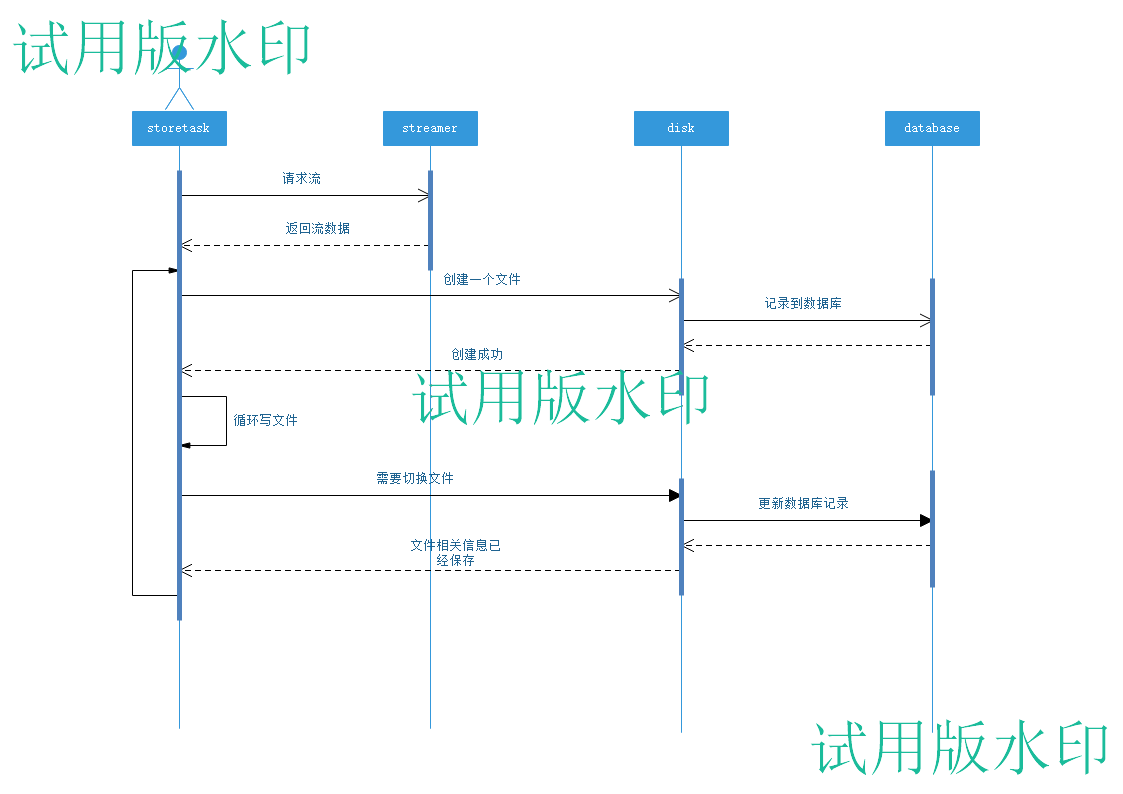 试用版水印
storetask
streamer
disk
database
请求流
返回流数据
创建一个文件
记录到数据库
创建成功
试用版水印
循环写文件
需要切换文件
更新数据库记录
文件相关信息已
经保存
试用版水印